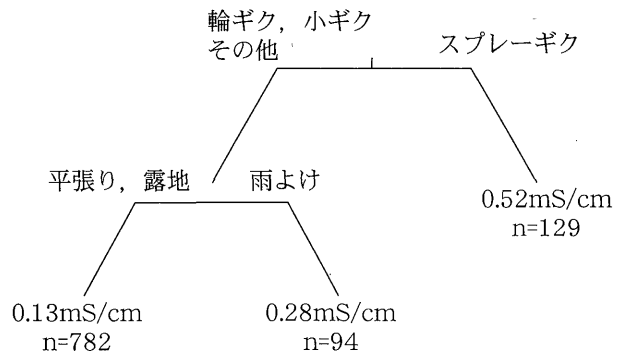 輪ギク，小ギク
その他
スプレーギク
平張り，露地
雨よけ
0.52mS/cm
n=129
0.13mS/cm
n=782
0.28mS/cm
n=94